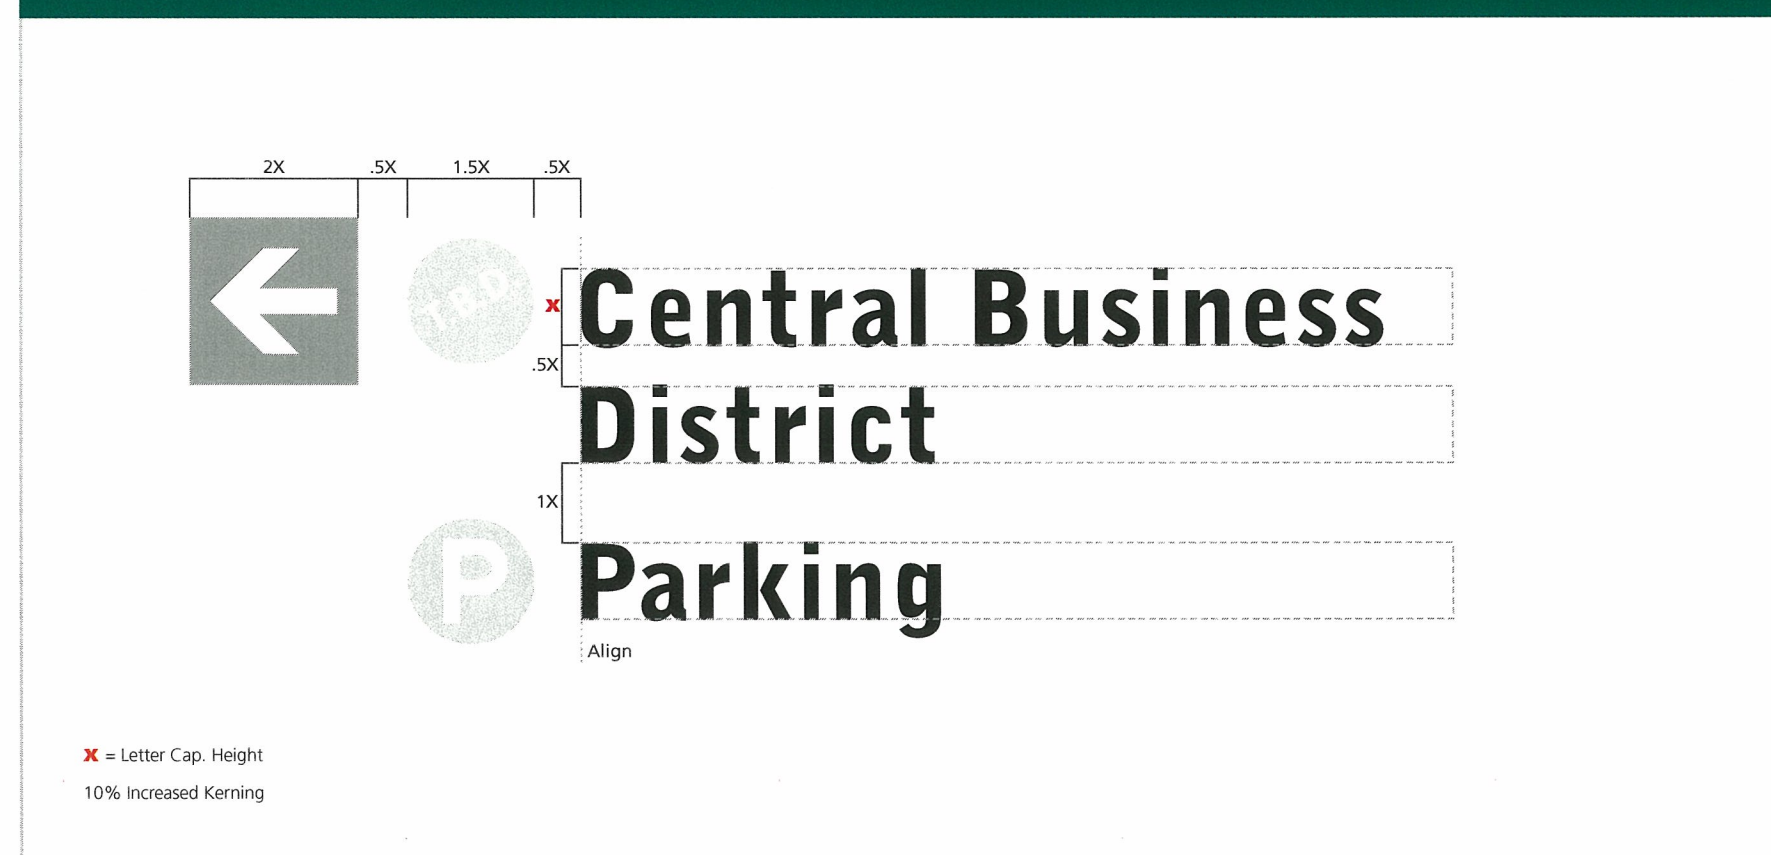 2X .5X 1.5X .5X
T.B.D
x
Central Business
.5X
District
1X
P
Parking
Align
X = Letter Cap. Height
10% Increased Kerning